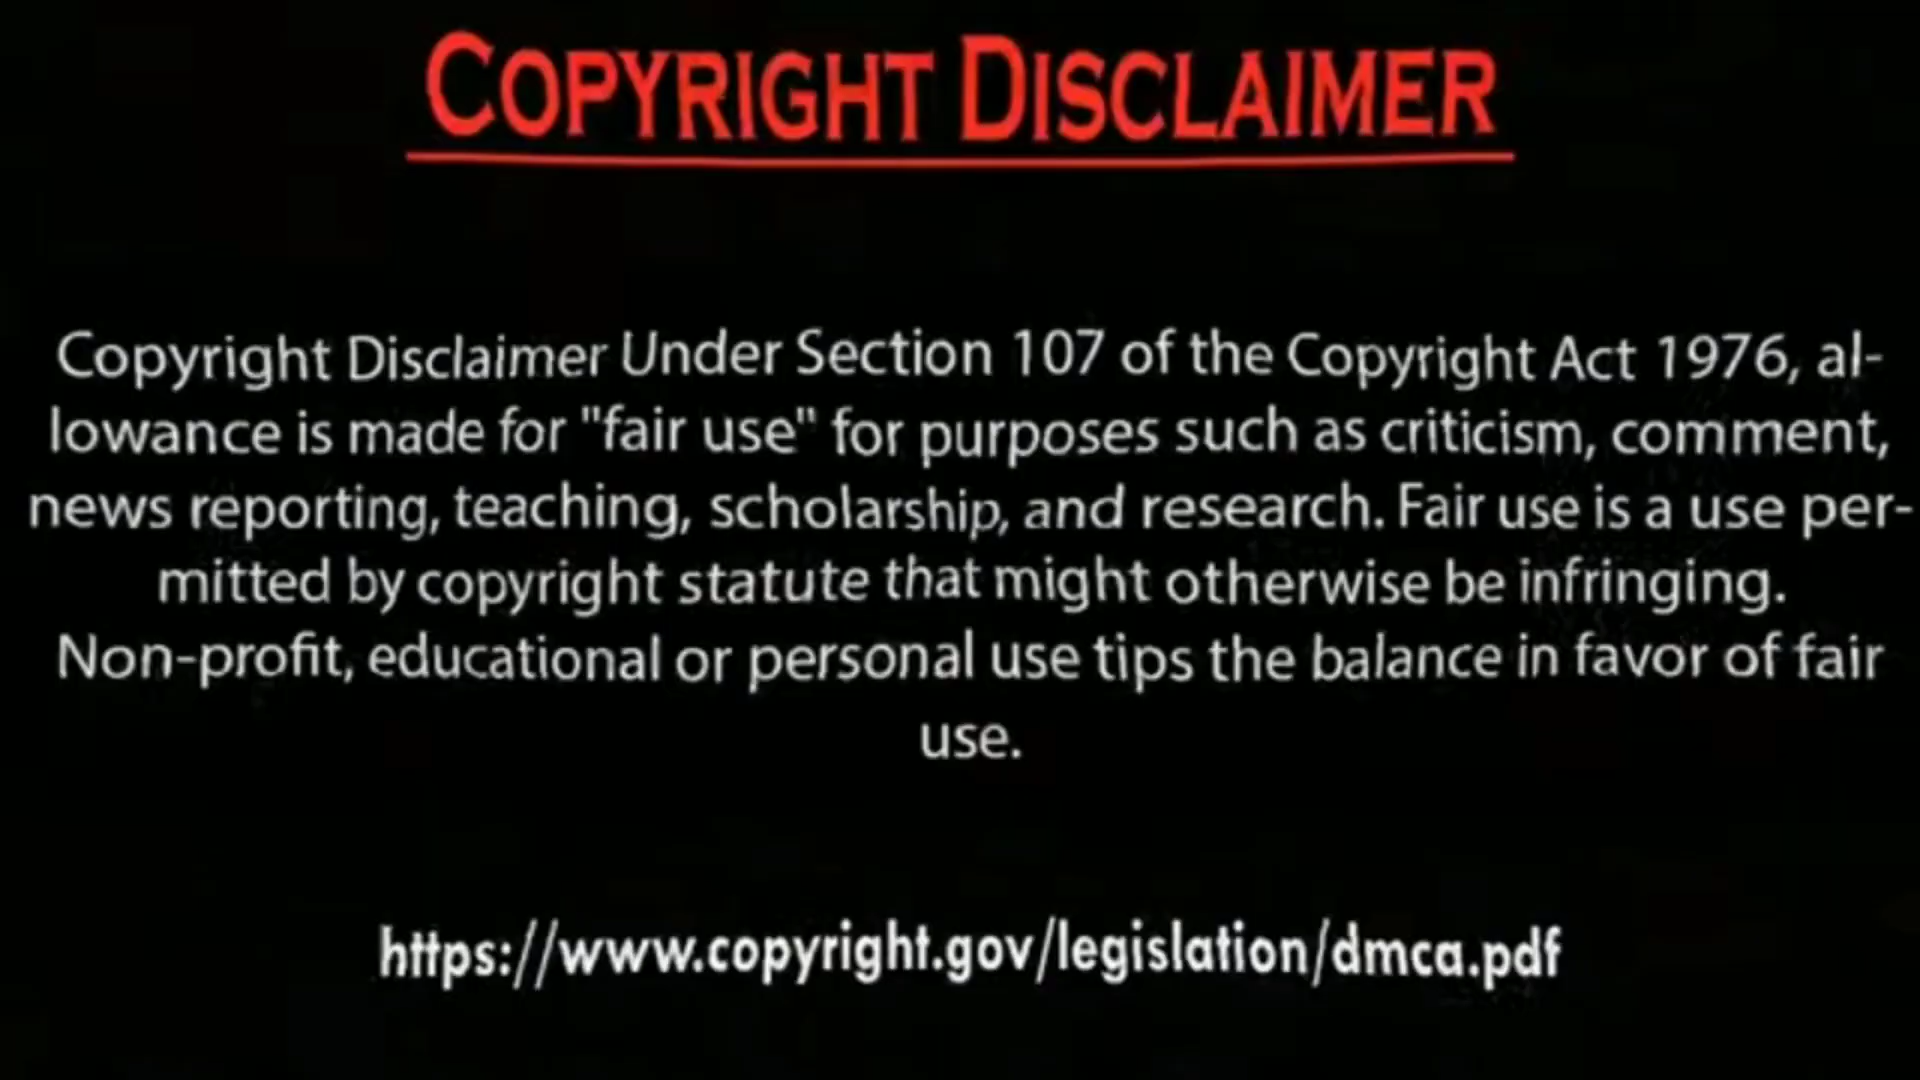 COPYRIGHT DISCLAIMER
Copyright Disclaimer Under Section 107 of the Copyright Act 1976, al-
lowance is made for "fair use" for purposes such as criticism, comment,
news reporting, teaching, scholarship, and research. Fair use is a use per-
mitted by copyright statute that might otherwise be infringing.
Non-profit, educational or personal use tips the balance in favor of fair
use.
https://www.copyright.gov/legislation/dmca.pdf